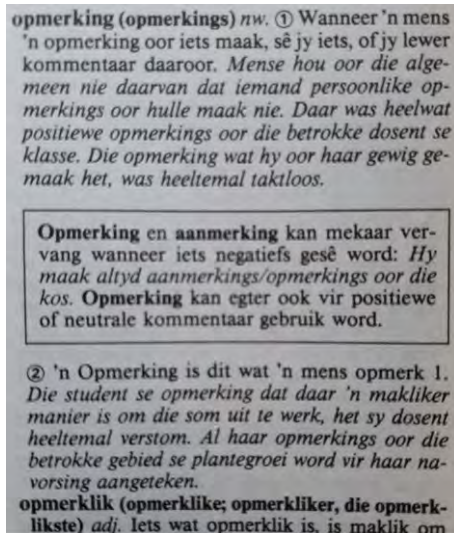 opmerking (opmerkings) nw. ① Wanneer 'n mens
'n opmerking oor iets maak, sê jy iets, of jy lewer
kommentaar daaroor. Mense hou oor die alge-
meen nie daarvan dat iemand persoonlike op-
merkings oor hulle maak nie. Daar was heelwat
positiewe opmerkings oor die betrokke dosent se
klasse. Die opmerking wat hy oor haar gewig ge-
maak het, was heeltemal taktloos.
Opmerking en aanmerking kan mekaar ver-
vang wanneer iets negatiefs gesê word: Hy
maak altyd aanmerkings/opmerkings oor die
kos. Opmerking kan egter ook vir positiewe
of neutrale kommentaar gebruik word.
② 'n Opmerking is dit wat 'n mens opmerk 1.
Die student se opmerking dat daar 'n makliker
manier is om die som uit te werk, het sy dosent
heeltemal verstom. Al haar opmerkings oor die
betrokke gebied se plantegroei word vir haar na-
vorsing aangeteken.
opmerklik (opmerklike; opmerkliker, die opmerk-
likste) adj. Iets wat opmerklik is, is maklik om